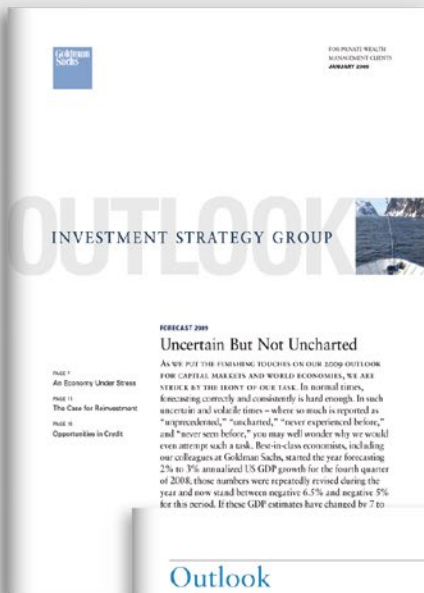 Goldman
Sachs
FOR PRIVATE WEALTH
MANAGEMENT CLIENTS
JANUARY 2009
OUTLOOK
INVESTMENT STRATEGY GROUP
FORECAST 2009
Uncertain But Not Uncharted
AS WE PUT THE FINISHING TOUCHES ON OUR 2009 OUTLOOK
FOR CAPITAL MARKETS AND WORLD ECONOMIES, WE ARE
STRUCK BY THE IRONY OF OUR TASK. In normal times,
forecasting correctly and consistently is hard enough. In such
uncertain and volatile times – where so much is reported as
“unprecedented,” “uncharted,” “never experienced before,”
and “never seen before,” you may well wonder why we would
even attempt such a task. Best-in-class economists, including
our colleagues at Goldman Sachs, started the year forecasting
2% to 3% annualized US GDP growth for the fourth quarter
of 2008, those numbers were repeatedly revised during the
year and now stand between negative 6.5% and negative 5%
for this period. If these GDP estimates have changed by 7 to
PAGE
An Economy Under Stress
PAGE 11
The Case for Reinvestment
PAGE
Opportunities in Credit
Outlook